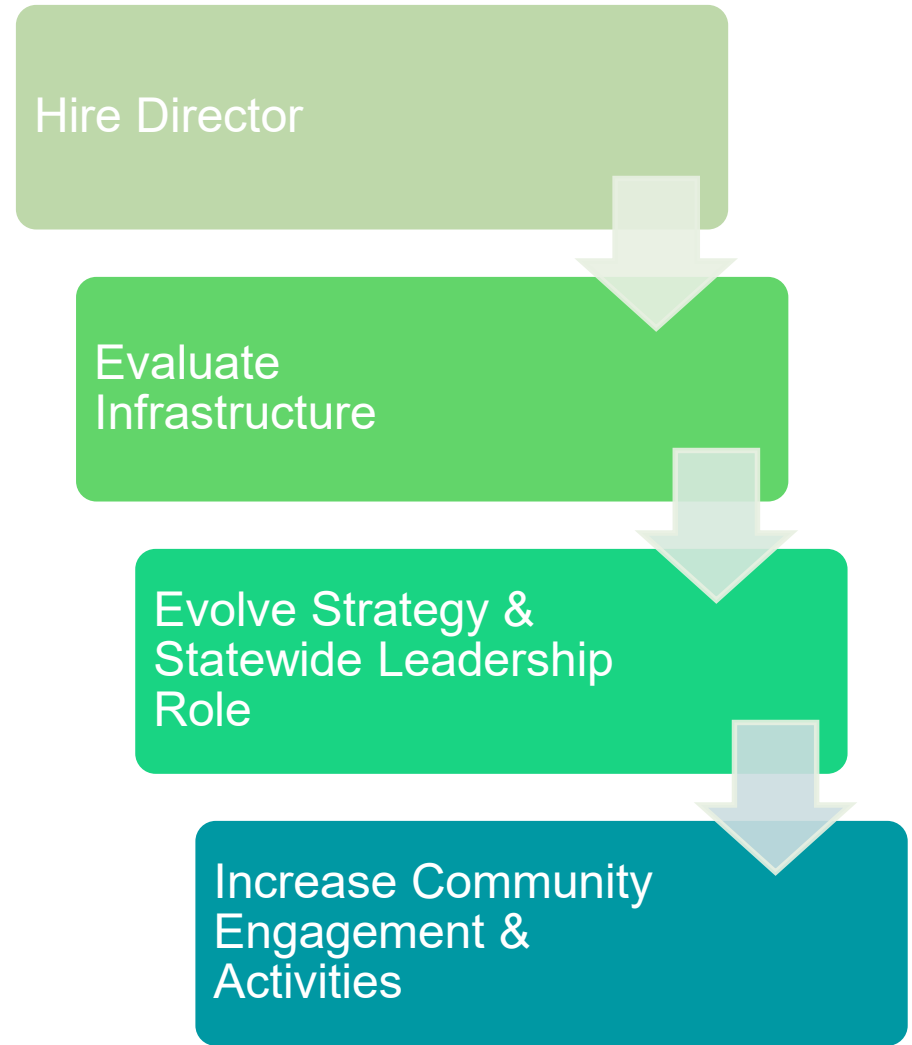 Hire Director
Evaluate
Infrastructure
Evolve Strategy &
Statewide Leadership
Role
Increase Community
Engagement &
Activities